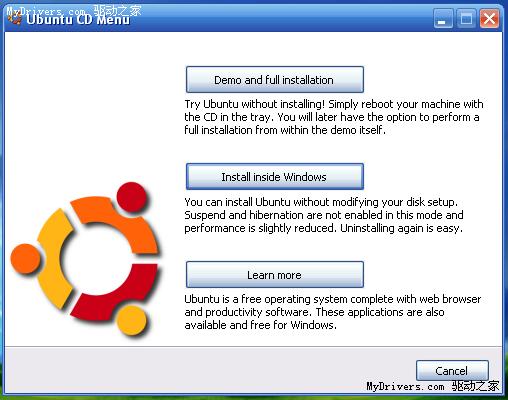 MyDrivers.com 驱动之家
Ubuntu CD Menu
Demo and full installation
Try Ubuntu without installing! Simply reboot your machine with
the CD in the tray. You will later have the option to perform a
full installation from within the demo itself.
Install inside Windows
You can install Ubuntu without modifying your disk setup.
Suspend and hibernation are not enabled in this mode and
performance is slightly reduced. Uninstalling again is easy.
Learn more
Ubuntu is a free operating system complete with web browser
and productivity software. These applications are also
available and free for Windows.
Cancel
MyDrivers.com 驱动之家